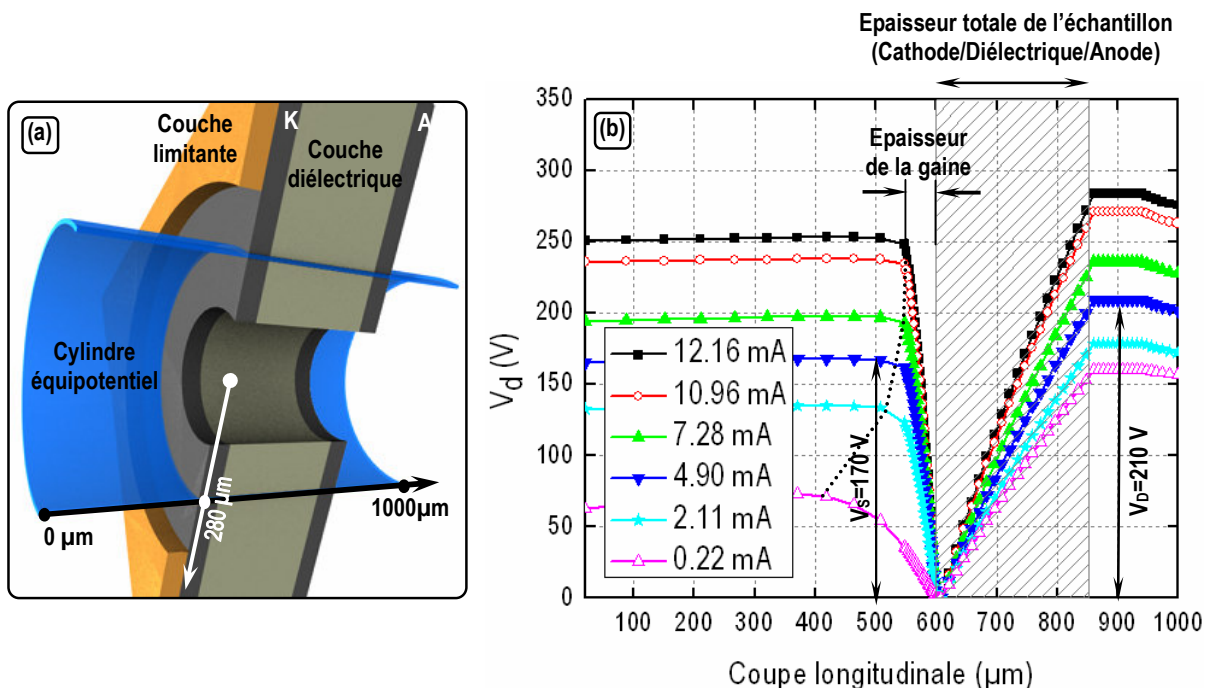 (a)
Couche
limitante
K
A
Couche
diélectrique
Cylindre
équipotentiel
280 µm
0 µm
1000µm
Epaisseur totale de l'échantillon
(Cathode/Diélectrique/Anode)
(b)
Epaisseur
de la gaine
350
300
250
200
150
100
50
0
V_d (V)
12.16 mA
10.96 mA
7.28 mA
4.90 mA
2.11 mA
0.22 mA
V_S=170 V
V_D=210 V
100 200 300 400 500 600 700 800 900 1000
Coupe longitudinale (µm)